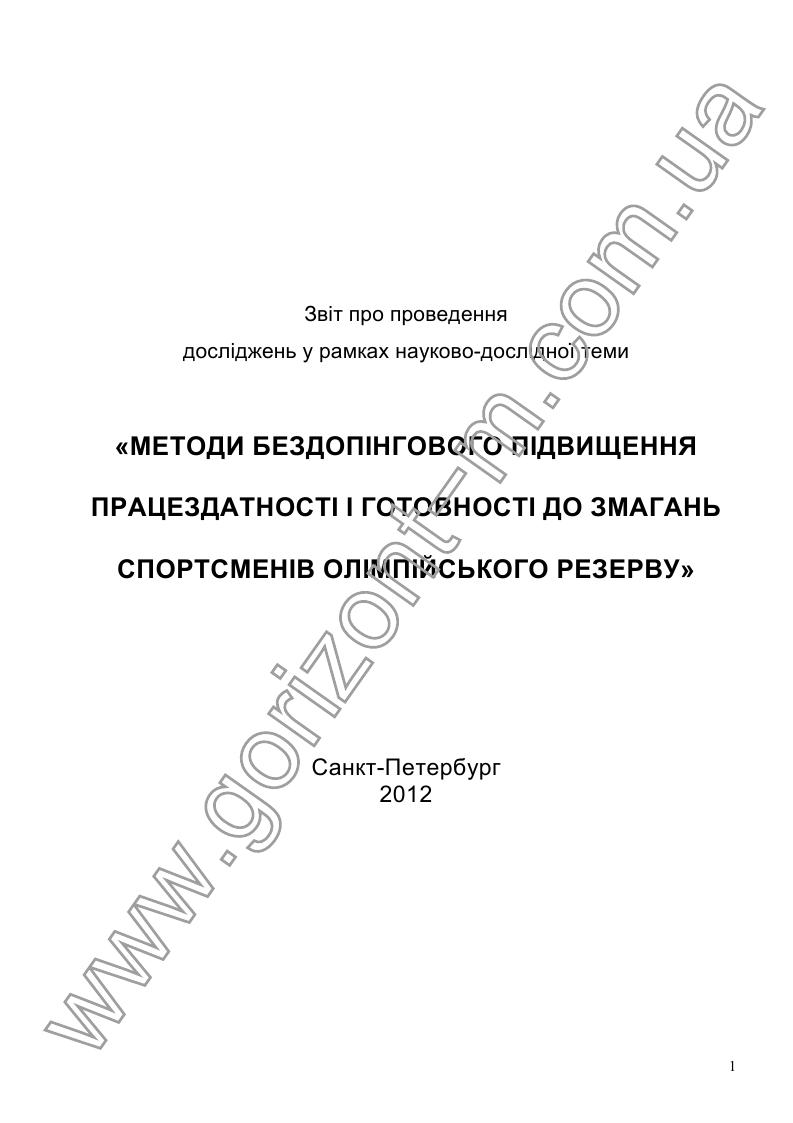 Звіт про проведення
досліджень у рамках науково-дослідної теми
«МЕТОДИ БЕЗДОПІНГОВОГО ПІДВИЩЕННЯ
ПРАЦЕЗДАТНОСТІ І ГОТОВНОСТІ ДО ЗМАГАНЬ
СПОРТСМЕНІВ ОЛІМПІЙСЬКОГО РЕЗЕРВУ»
Санкт-Петербург
2012
www.gorizont-m.com.ua
1